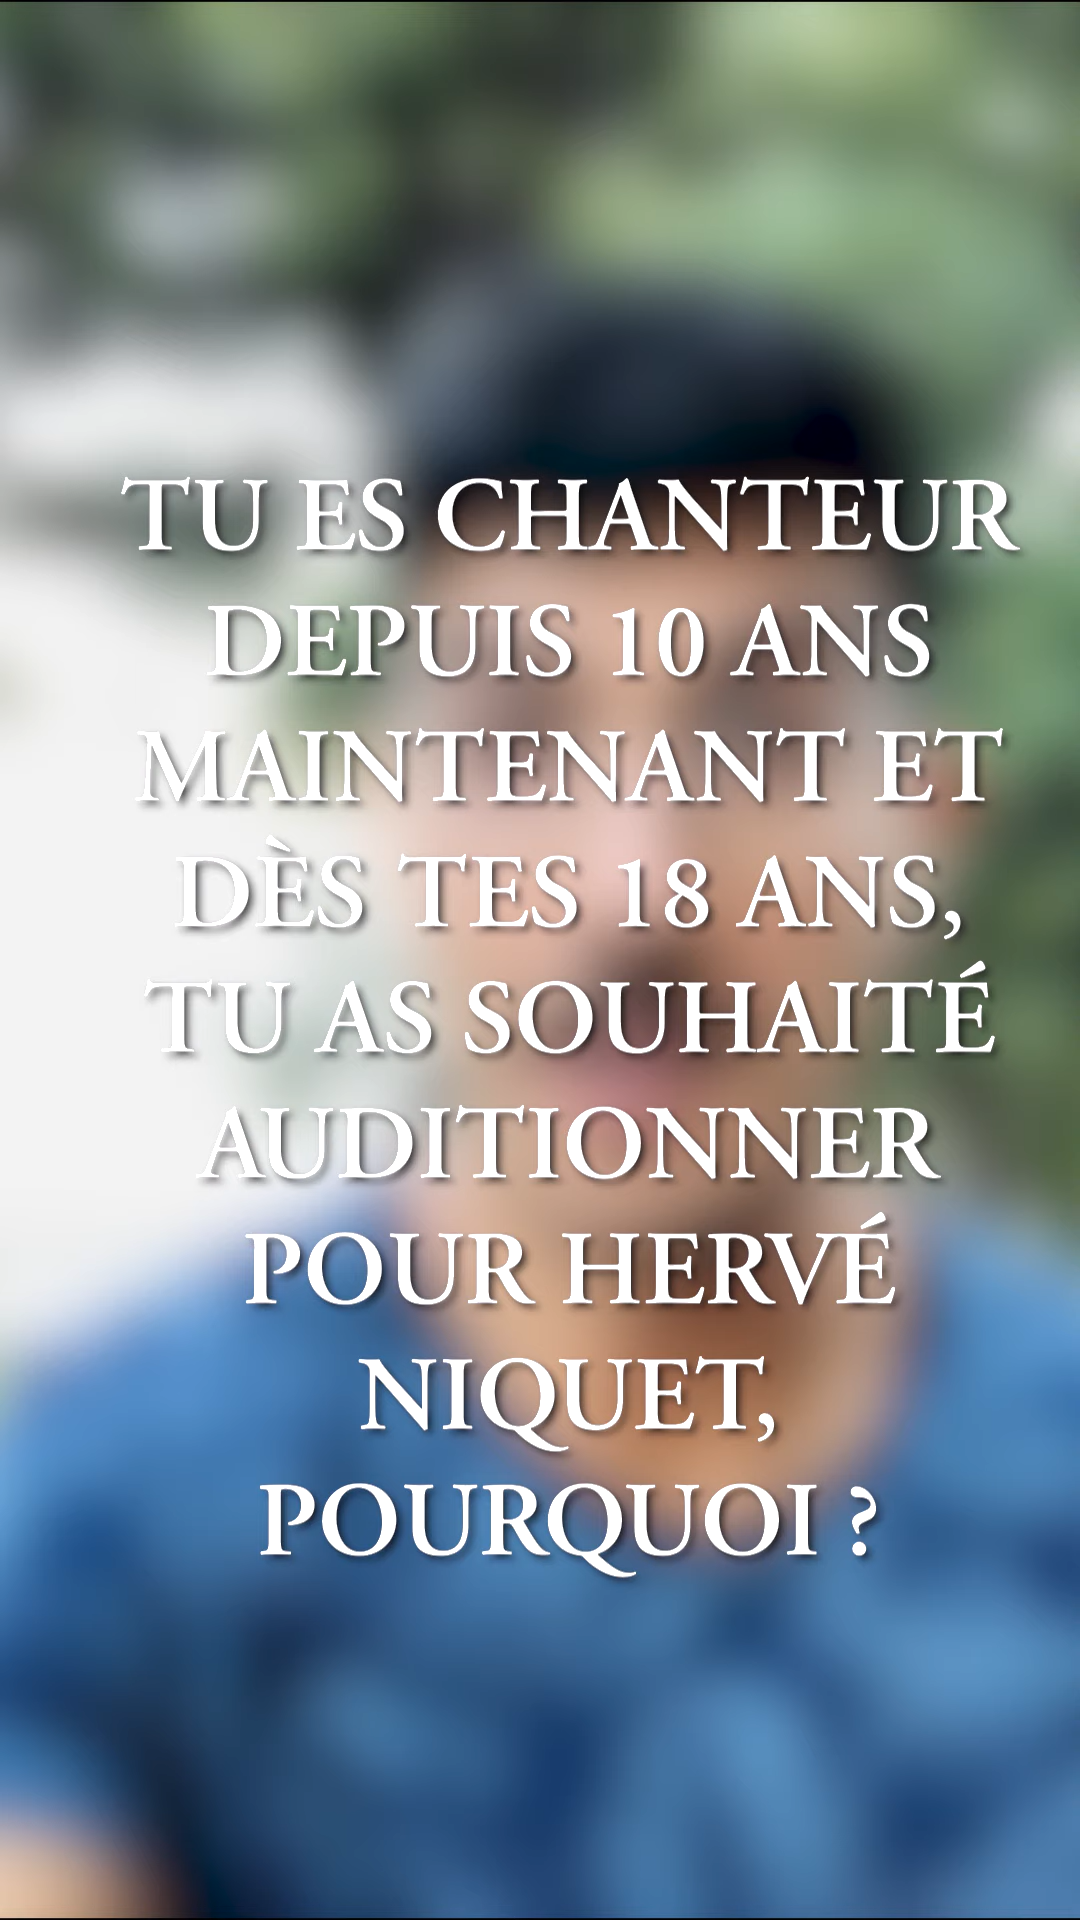 TU ES CHANTEUR
DEPUIS 10 ANS
MAINTENANT ET
DÈS TES 18 ANS,
TU AS SOUHAITÉ
AUDITIONNER
POUR HERVÉ
NIQUET,
POURQUOI ?